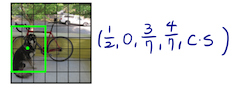 (1/2, 0, 3/7, 4/7, C·S)